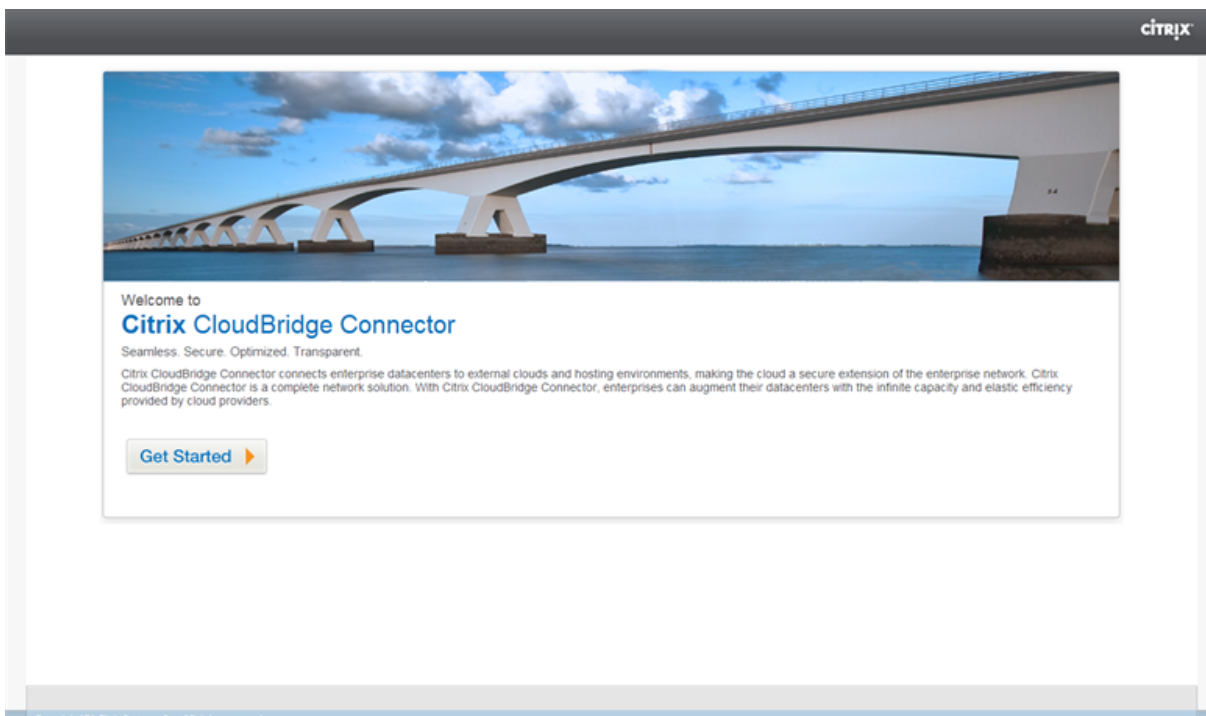 CİTRIX
54
Welcome to
Citrix CloudBridge Connector
Seamless. Secure. Optimized. Transparent.
Citrix CloudBridge Connector connects enterprise datacenters to external clouds and hosting environments, making the cloud a secure extension of the enterprise network. Citrix
CloudBridge Connector is a complete network solution. With Citrix CloudBridge Connector, enterprises can augment their datacenters with the infinite capacity and elastic efficiency
provided by cloud providers.
Get Started